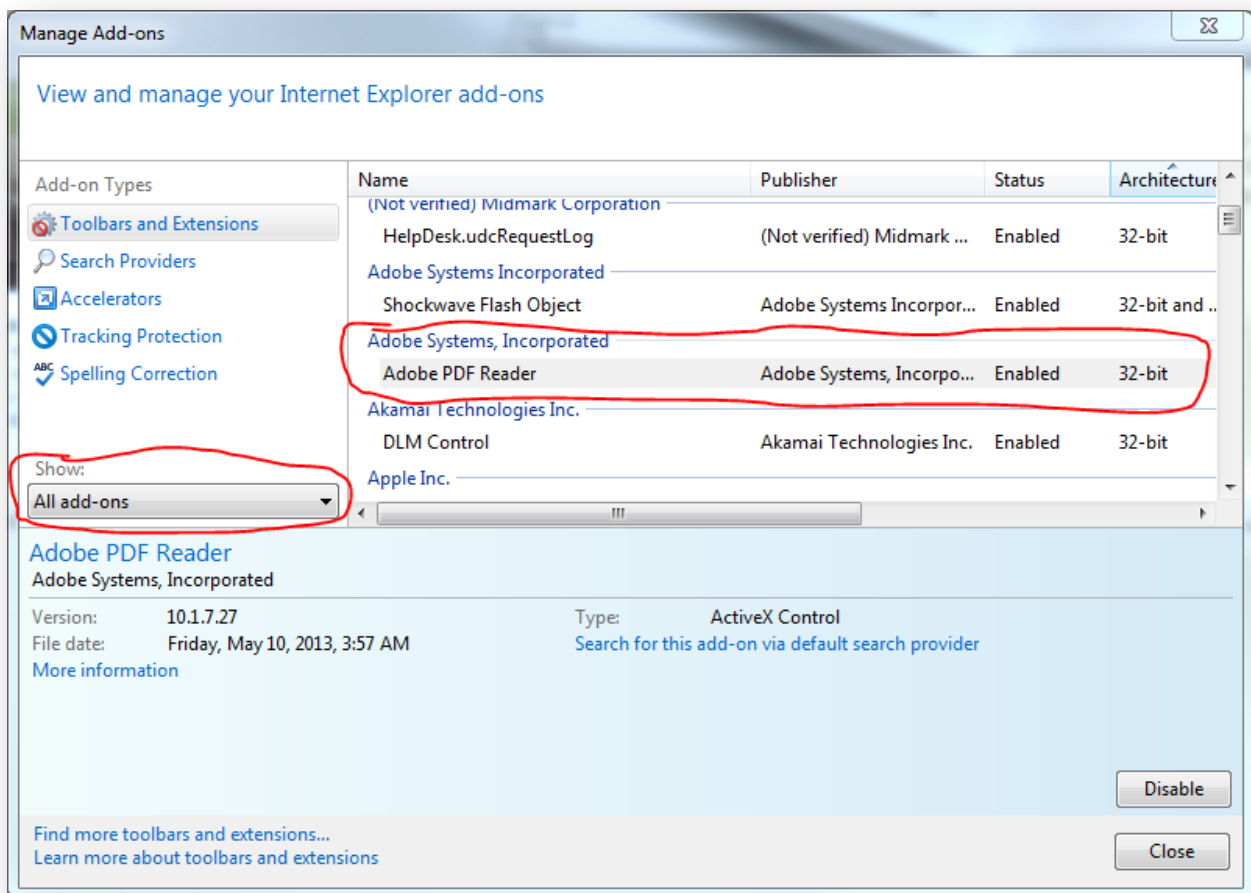 Manage Add-ons
View and manage your Internet Explorer add-ons
Add-on Types
Toolbars and Extensions
Search Providers
Accelerators
Tracking Protection
ABC Spelling Correction
Show:
All add-ons
Name Publisher Status Architecture
(Not verified) Midmark Corporation
HelpDesk.udcRequestLog (Not verified) Midmark ... Enabled 32-bit
Adobe Systems Incorporated
Shockwave Flash Object Adobe Systems Incorpor... Enabled 32-bit and ..
Adobe Systems, Incorporated
Adobe PDF Reader Adobe Systems, Incorpo... Enabled 32-bit
Akamai Technologies Inc.
DLM Control Akamai Technologies Inc. Enabled 32-bit
Apple Inc.
Adobe PDF Reader
Adobe Systems, Incorporated
Version: 10.1.7.27 Type: ActiveX Control
File date: Friday, May 10, 2013, 3:57 AM Search for this add-on via default search provider
More information
Disable
Find more toolbars and extensions...
Learn more about toolbars and extensions
Close